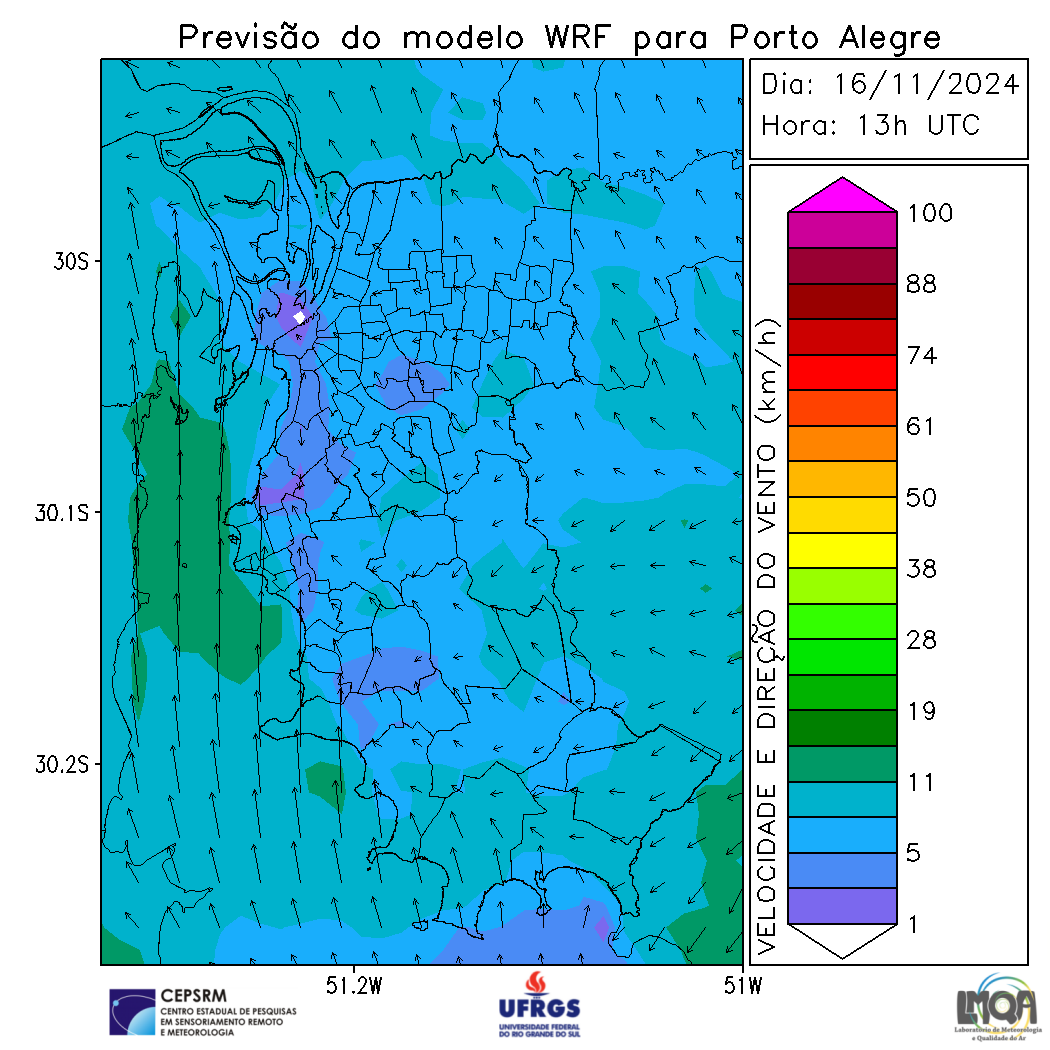 Previsão do modelo WRF para Porto Alegre
Dia: 16/11/2024
Hora: 13h UTC
30S
30.1S
30.2S
51.2W
51W
VELOCIDADE E DIREÇÃO DO VENTO (km/h)
100
88
74
61
50
38
28
19
11
5
1
CEPSRM
CENTRO ESTADUAL DE PESQUISAS
EM SENSORIAMENTO REMOTO
E METEOROLOGIA
UFRGS
UNIVERSIDADE FEDERAL
DO RIO GRANDE DO SUL
LMQA
Laboratório de Meteorologia
e Qualidade do Ar